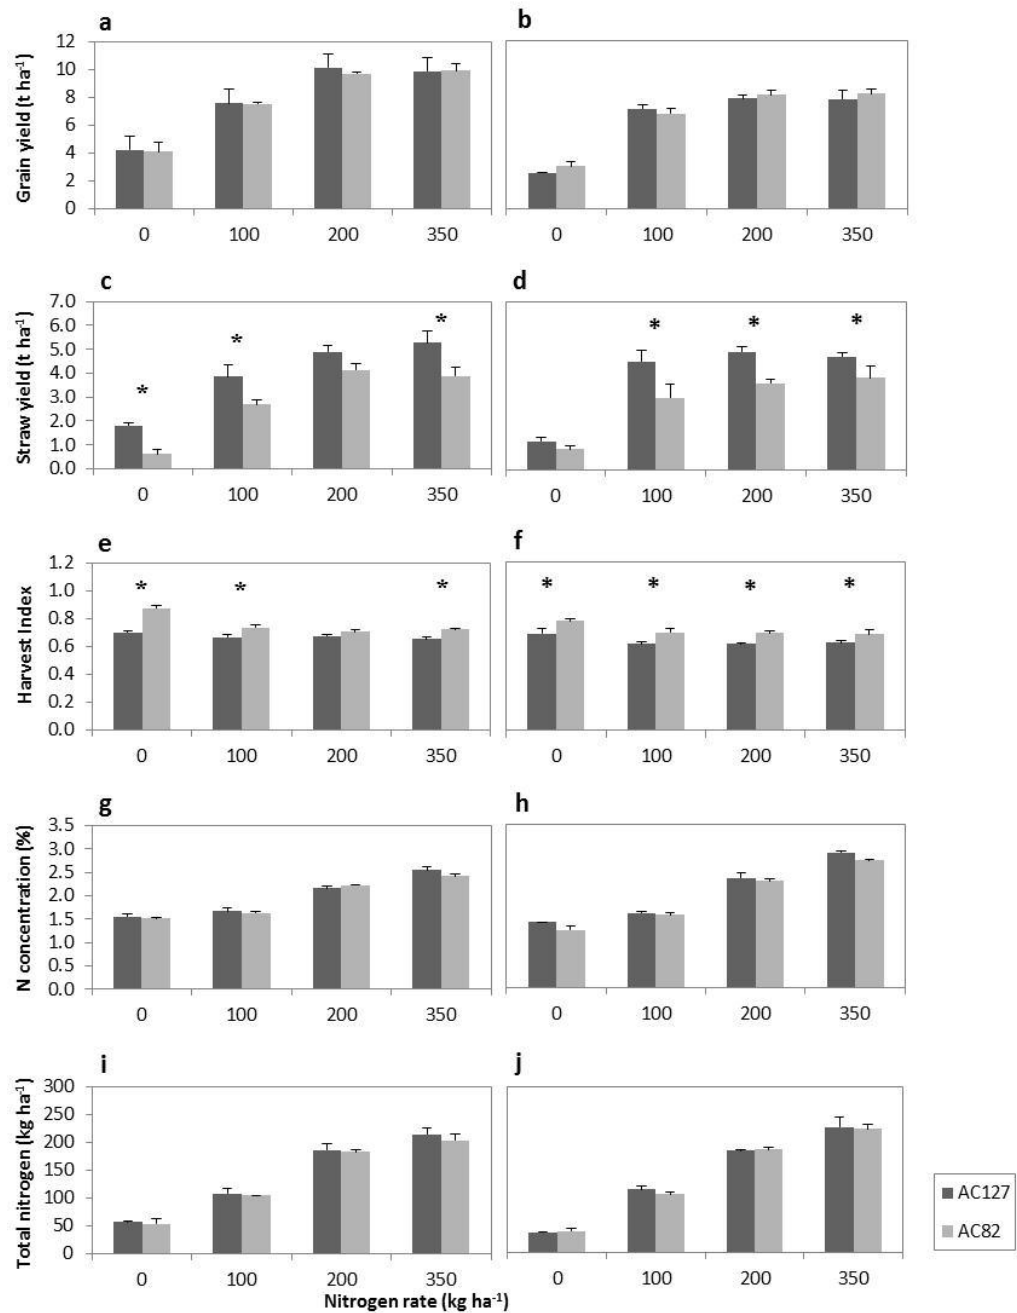 a
b
Grain yield (t ha-1)
12
10
8
6
4
2
0
0 100 200 350
0 100 200 350
c
d
Straw yield (t ha-1)
7.0
6.0
5.0
4.0
3.0
2.0
1.0
0.0
* * *
* * *
0 100 200 350
0 100 200 350
e
f
Harvest Index
1.2
1.0
0.8
0.6
0.4
0.2
0.0
* * *
* * * *
0 100 200 350
0 100 200 350
g
h
N concentration (%)
3.5
3.0
2.5
2.0
1.5
1.0
0.5
0.0
0 100 200 350
0 100 200 350
i
j
Total nitrogen (kg ha-1)
300
250
200
150
100
50
0
0 100 200 350
0 100 200 350
Nitrogen rate (kg ha-1)
AC127
AC82